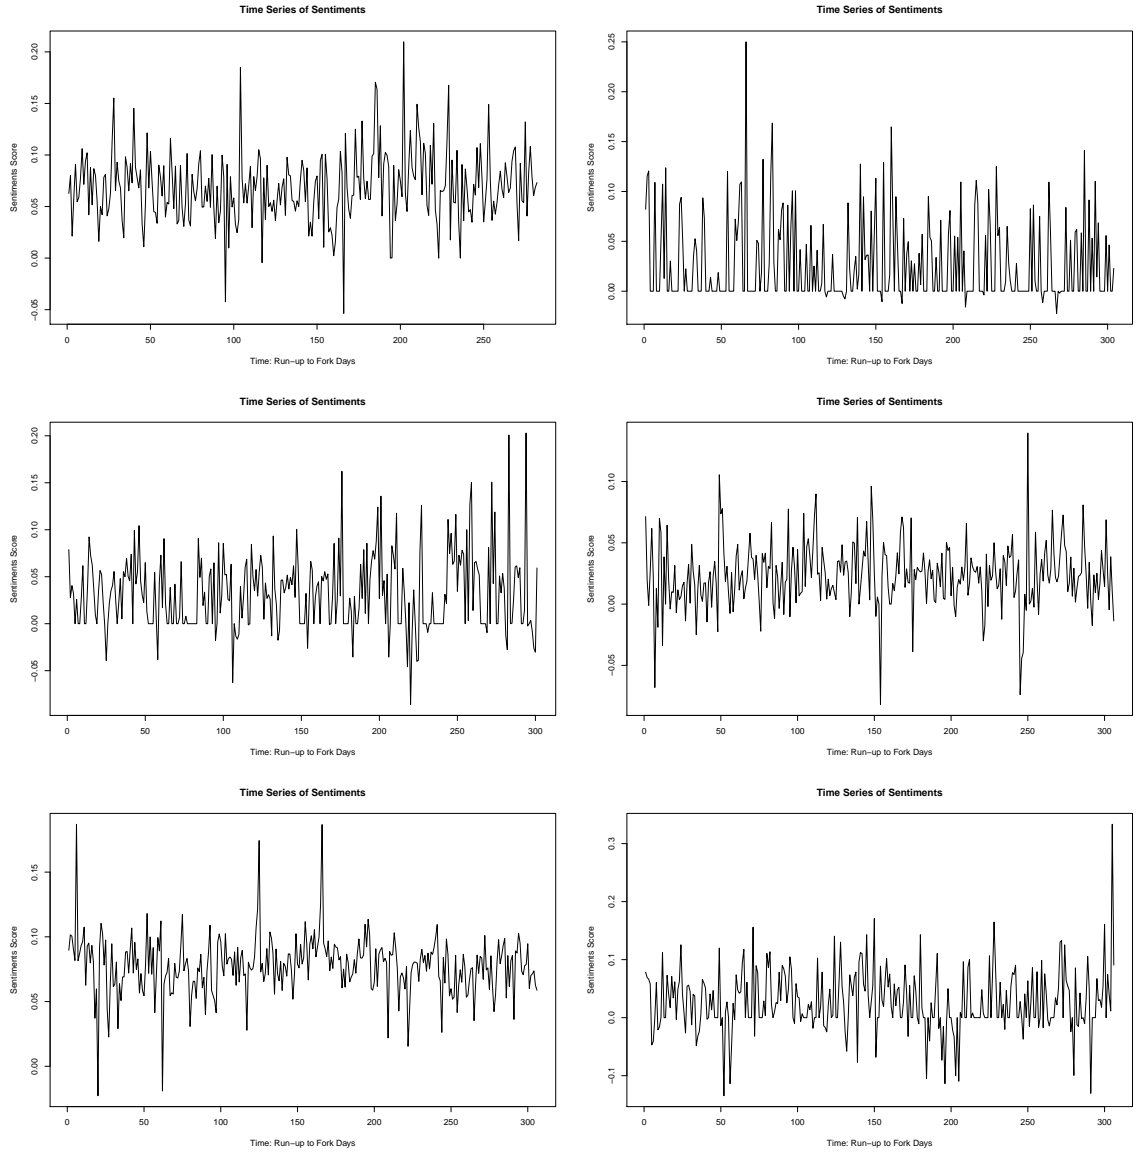 Time Series of Sentiments
Sentiments Score
0.20
0.15
0.10
0.05
0.00
−0.05
0 50 100 150 200 250
Time: Run−up to Fork Days
Time Series of Sentiments
Sentiments Score
0.25
0.20
0.15
0.10
0.05
0.00
0 50 100 150 200 250 300
Time: Run−up to Fork Days
Time Series of Sentiments
Sentiments Score
0.20
0.15
0.10
0.05
0.00
−0.05
0 50 100 150 200 250 300
Time: Run−up to Fork Days
Time Series of Sentiments
Sentiments Score
0.10
0.05
0.00
−0.05
0 50 100 150 200 250 300
Time: Run−up to Fork Days
Time Series of Sentiments
Sentiments Score
0.15
0.10
0.05
0.00
0 50 100 150 200 250 300
Time: Run−up to Fork Days
Time Series of Sentiments
Sentiments Score
0.3
0.2
0.1
0.0
−0.1
0 50 100 150 200 250 300
Time: Run−up to Fork Days